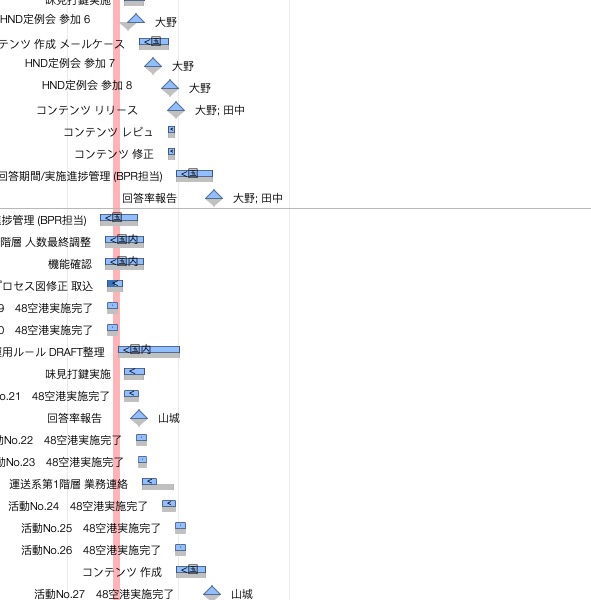 味見打鍵実施
HND定例会 参加 6 大野
テンツ 作成 メールケース <国
HND定例会 参加 7 大野
HND定例会 参加 8 大野
コンテンツ リリース 大野; 田中
コンテンツ レビュ <
コンテンツ 修正 <
回答期間/実施進捗管理 (BPR担当) <国
回答率報告 大野; 田中
捗管理 (BPR担当) <国
階層 人数最終調整 <国内
機能確認 <国内
プロセス図修正 取込 <
9 48空港実施完了
0 48空港実施完了
用ルール DRAFT整理 <国内
味見打鍵実施 <
o.21 48空港実施完了 <
回答率報告 山城
動No.22 48空港実施完了
動No.23 48空港実施完了
運送系第1階層 業務連絡 <
活動No.24 48空港実施完了 <
活動No.25 48空港実施完了
活動No.26 48空港実施完了
コンテンツ 作成 <国
活動No.27 48空港実施完了 山城